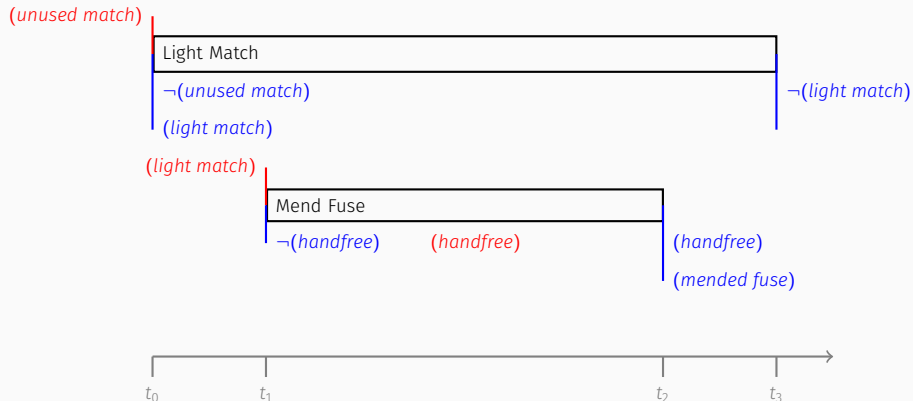 (unused match)
Light Match
¬(unused match) ¬(light match)
(light match)
(light match)
Mend Fuse
¬(handfree) (handfree) (handfree)
(mended fuse)
t₀ t₁ t₂ t₃